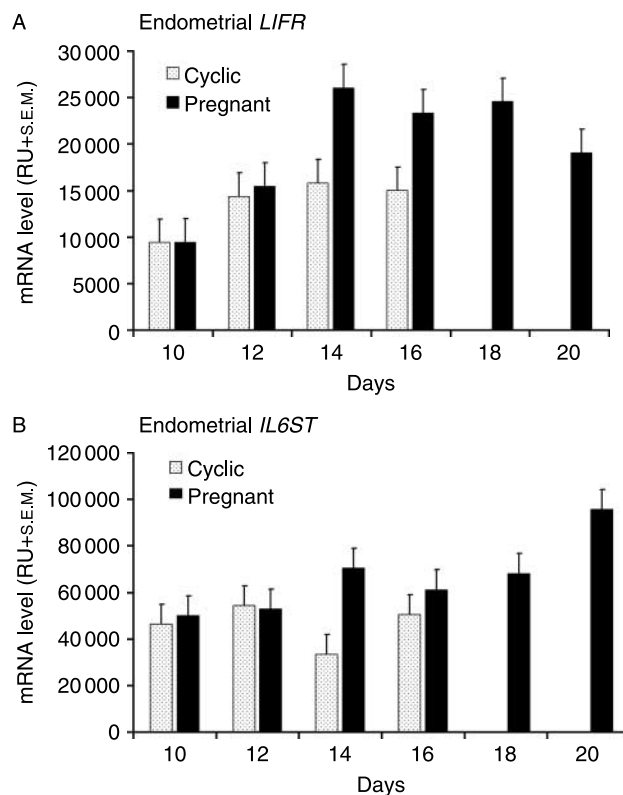 A Endometrial LIFR
30 000
25 000
20 000
15 000
10 000
5000
0
mRNA level (RU+S.E.M.)
Cyclic
Pregnant
10 12 14 16 18 20
Days
B Endometrial IL6ST
120 000
100 000
80 000
60 000
40 000
20 000
0
mRNA level (RU+S.E.M.)
Cyclic
Pregnant
10 12 14 16 18 20
Days